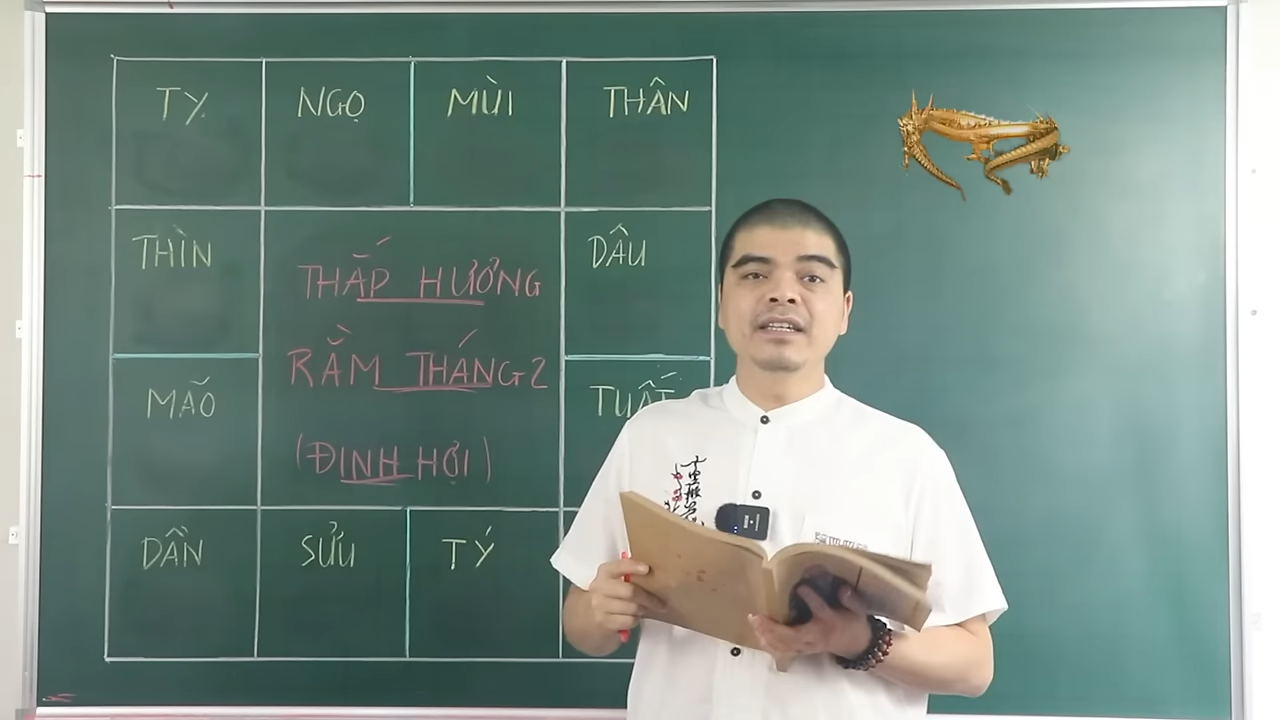 TỴ NGỌ MÙI THÂN
THÌN DẬU
THẮP HƯƠNG
RẰM THÁNG 2
MÃO TUẤT
(ĐINH HỢI)
DẦN SỬU TÝ